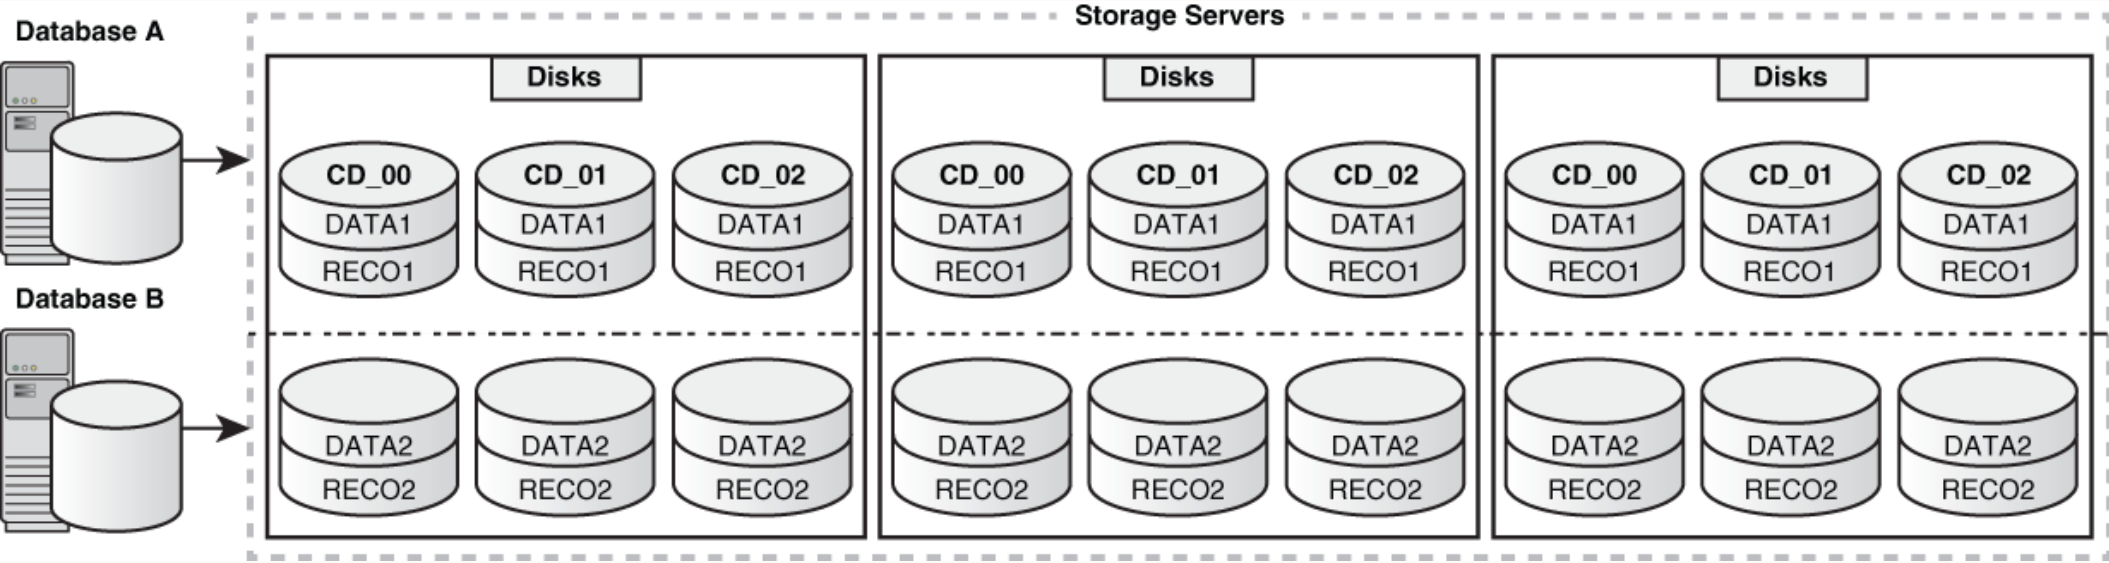 Storage Servers
Database A
Disks Disks Disks
CD_00 CD_01 CD_02 CD_00 CD_01 CD_02 CD_00 CD_01 CD_02
DATA1 DATA1 DATA1 DATA1 DATA1 DATA1 DATA1 DATA1 DATA1
RECO1 RECO1 RECO1 RECO1 RECO1 RECO1 RECO1 RECO1 RECO1
Database B
DATA2 DATA2 DATA2 DATA2 DATA2 DATA2 DATA2 DATA2 DATA2
RECO2 RECO2 RECO2 RECO2 RECO2 RECO2 RECO2 RECO2 RECO2